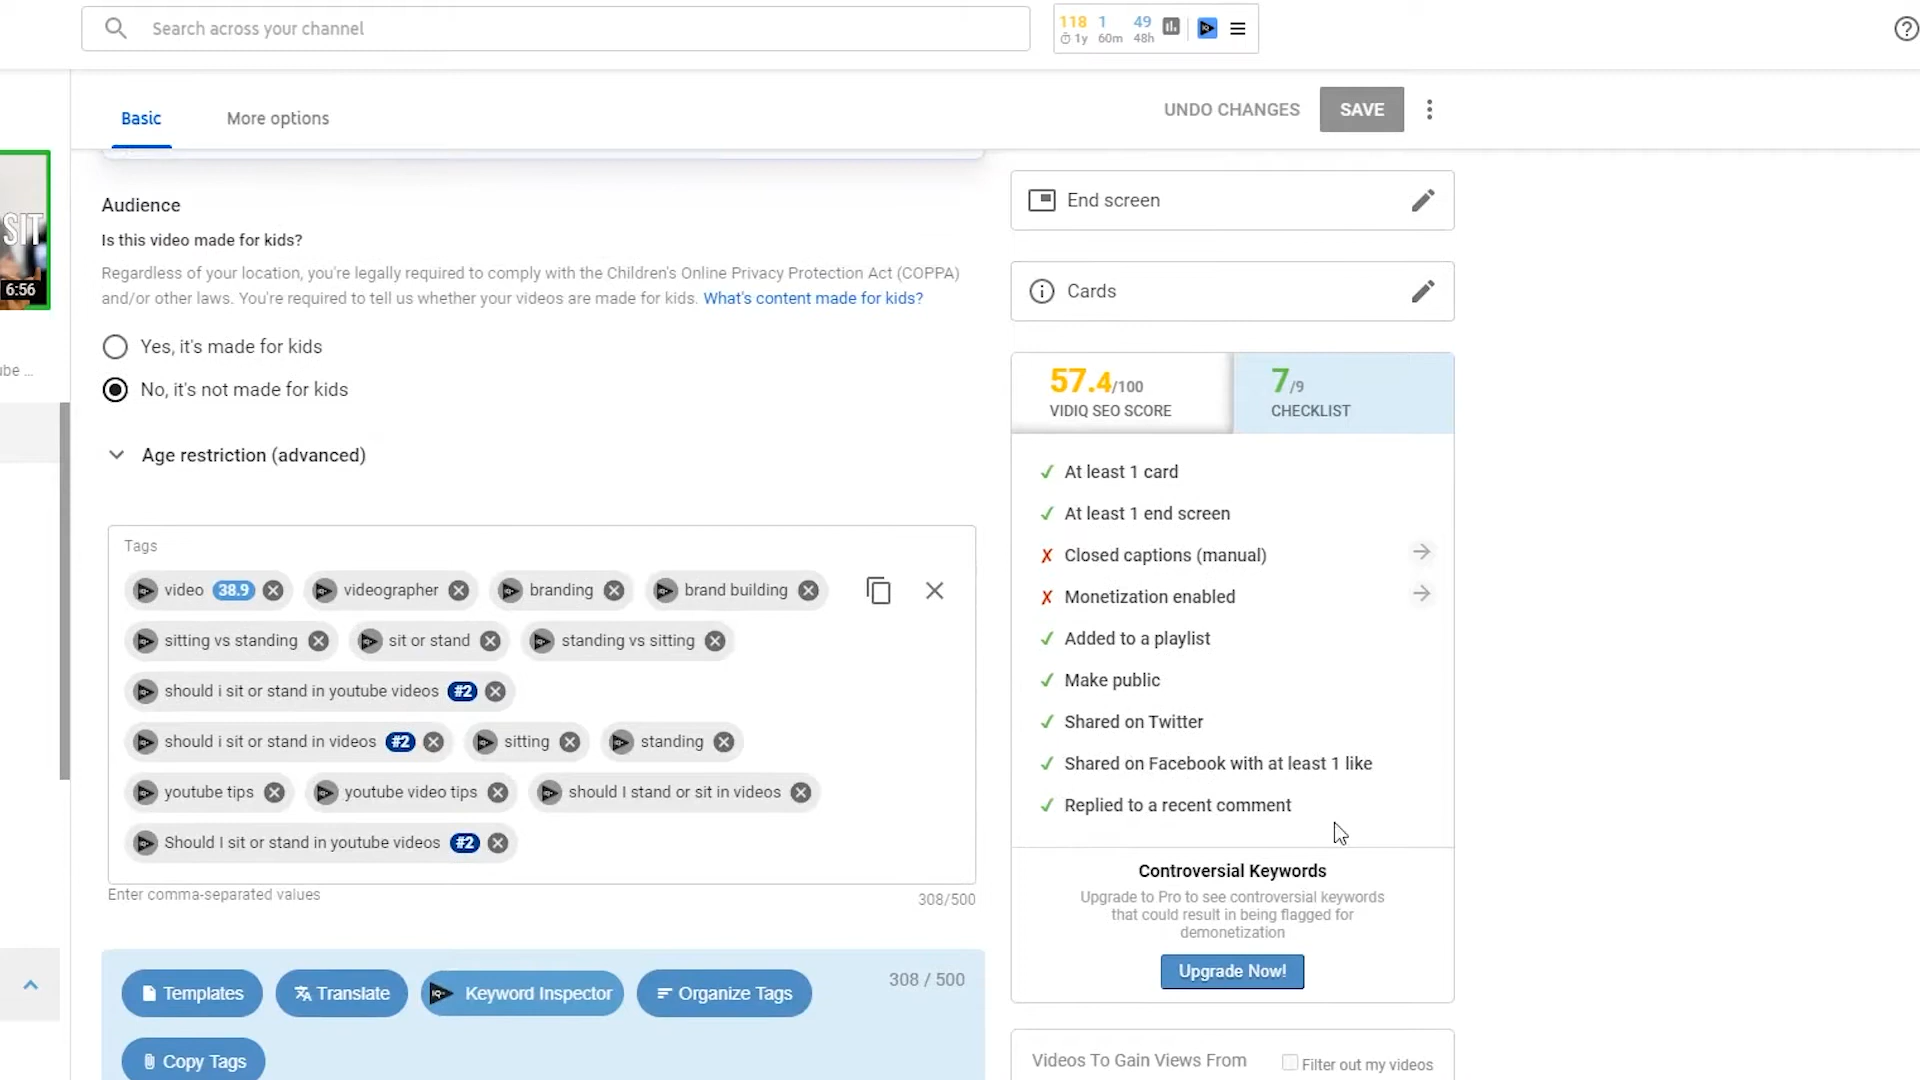 Search across your channel
118 1 49
1y 60m 48h
Basic More options
UNDO CHANGES SAVE
SIT
6:56
ube ...
Audience
Is this video made for kids?
Regardless of your location, you're legally required to comply with the Children's Online Privacy Protection Act (COPPA)
and/or other laws. You're required to tell us whether your videos are made for kids. What's content made for kids?
Yes, it's made for kids
No, it's not made for kids
Age restriction (advanced)
Tags
video 38.9 videographer branding brand building
sitting vs standing sit or stand standing vs sitting
should i sit or stand in youtube videos #2
should i sit or stand in videos #2 sitting standing
youtube tips youtube video tips should I stand or sit in videos
Should I sit or stand in youtube videos #2
Enter comma-separated values
308/500
Templates Translate Keyword Inspector Organize Tags
308 / 500
Copy Tags
End screen
Cards
57.4/100
VIDIQ SEO SCORE
7/9
CHECKLIST
At least 1 card
At least 1 end screen
Closed captions (manual)
Monetization enabled
Added to a playlist
Make public
Shared on Twitter
Shared on Facebook with at least 1 like
Replied to a recent comment
Controversial Keywords
Upgrade to Pro to see controversial keywords
that could result in being flagged for
demonetization
Upgrade Now!
Videos To Gain Views From Filter out my videos